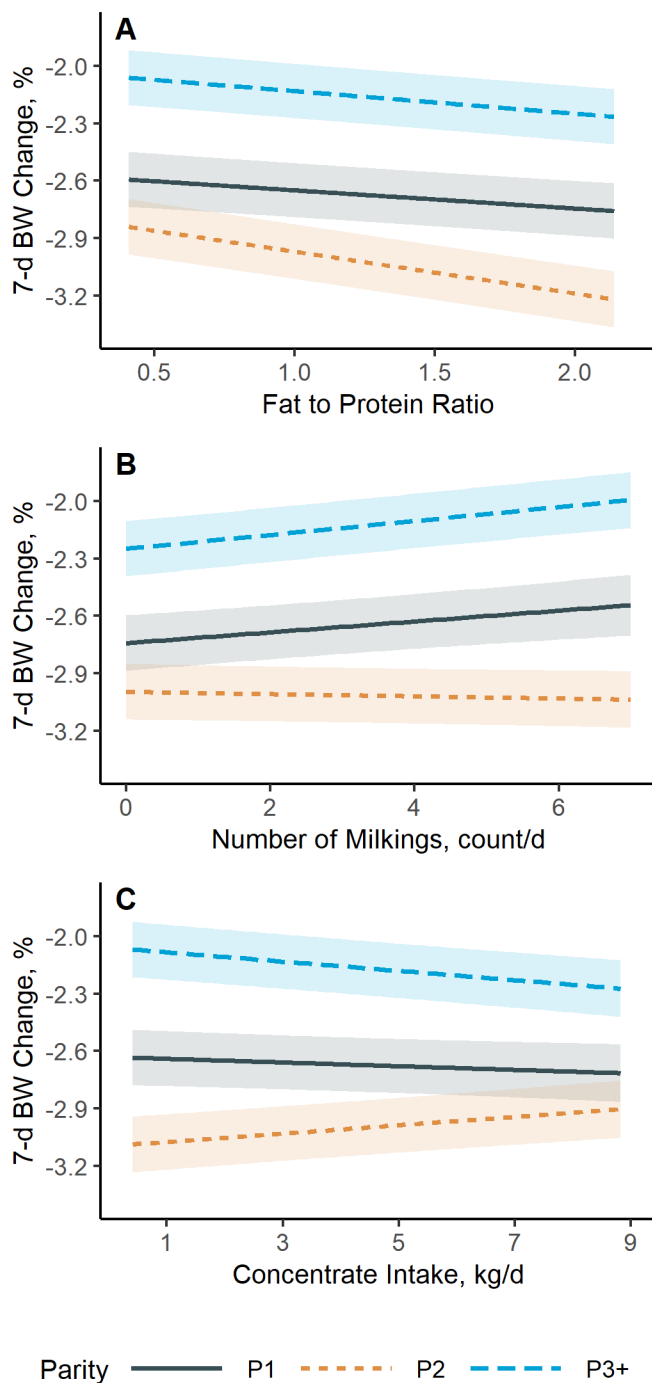 A
7-d BW Change, %
-2.0
-2.3
-2.6
-2.9
-3.2
0.5 1.0 1.5 2.0
Fat to Protein Ratio
B
7-d BW Change, %
-2.0
-2.3
-2.6
-2.9
-3.2
0 2 4 6
Number of Milkings, count/d
C
7-d BW Change, %
-2.0
-2.3
-2.6
-2.9
-3.2
1 3 5 7 9
Concentrate Intake, kg/d
Parity P1 P2 P3+